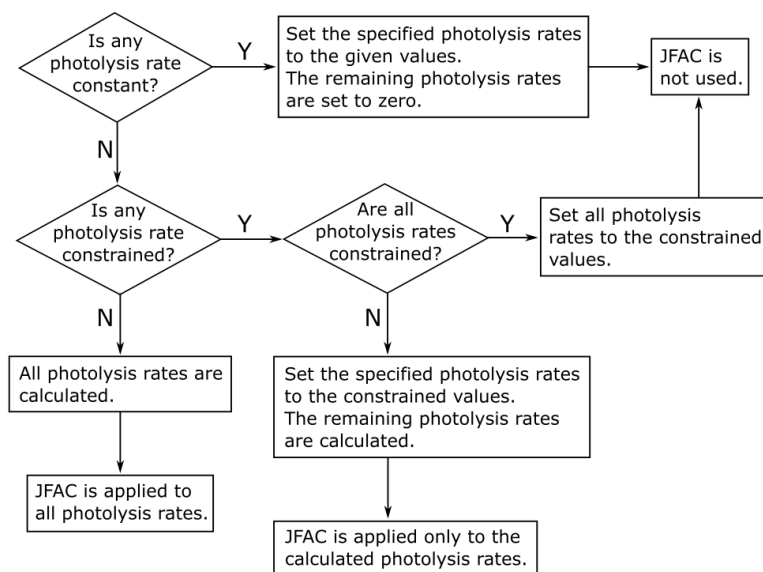 Is any
photolysis rate
constant?
Y
Set the specified photolysis rates
to the given values.
The remaining photolysis rates
are set to zero.
JFAC is
not used.
N
Is any
photolysis rate
constrained?
Y
Are all
photolysis rates
constrained?
Y
Set all photolysis
rates to the constrained
values.
N
All photolysis rates are
calculated.
JFAC is applied to
all photolysis rates.
N
Set the specified photolysis rates
to the constrained values.
The remaining photolysis rates
are calculated.
JFAC is applied only to the
calculated photolysis rates.